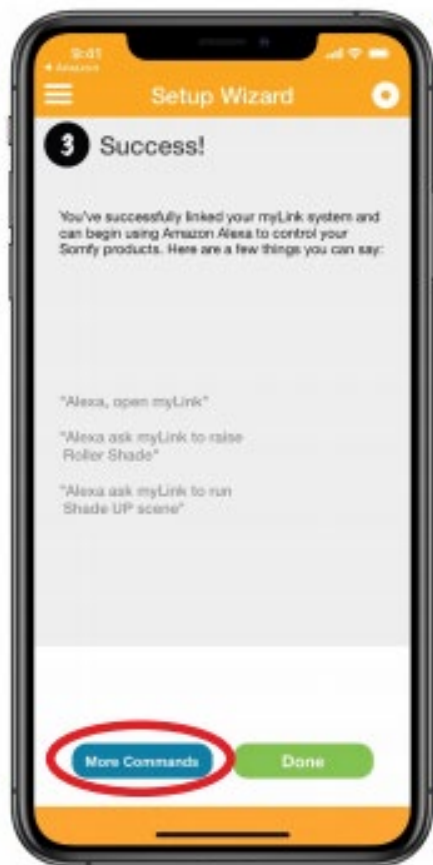 9:41
◀ Amazon
Setup Wizard
3 Success!
You've successfully linked your myLink system and
can begin using Amazon Alexa to control your
Somfy products. Here are a few things you can say:
"Alexa, open myLink"
"Alexa ask myLink to raise
Roller Shade"
"Alexa ask myLink to run
Shade UP scene"
More Commands
Done